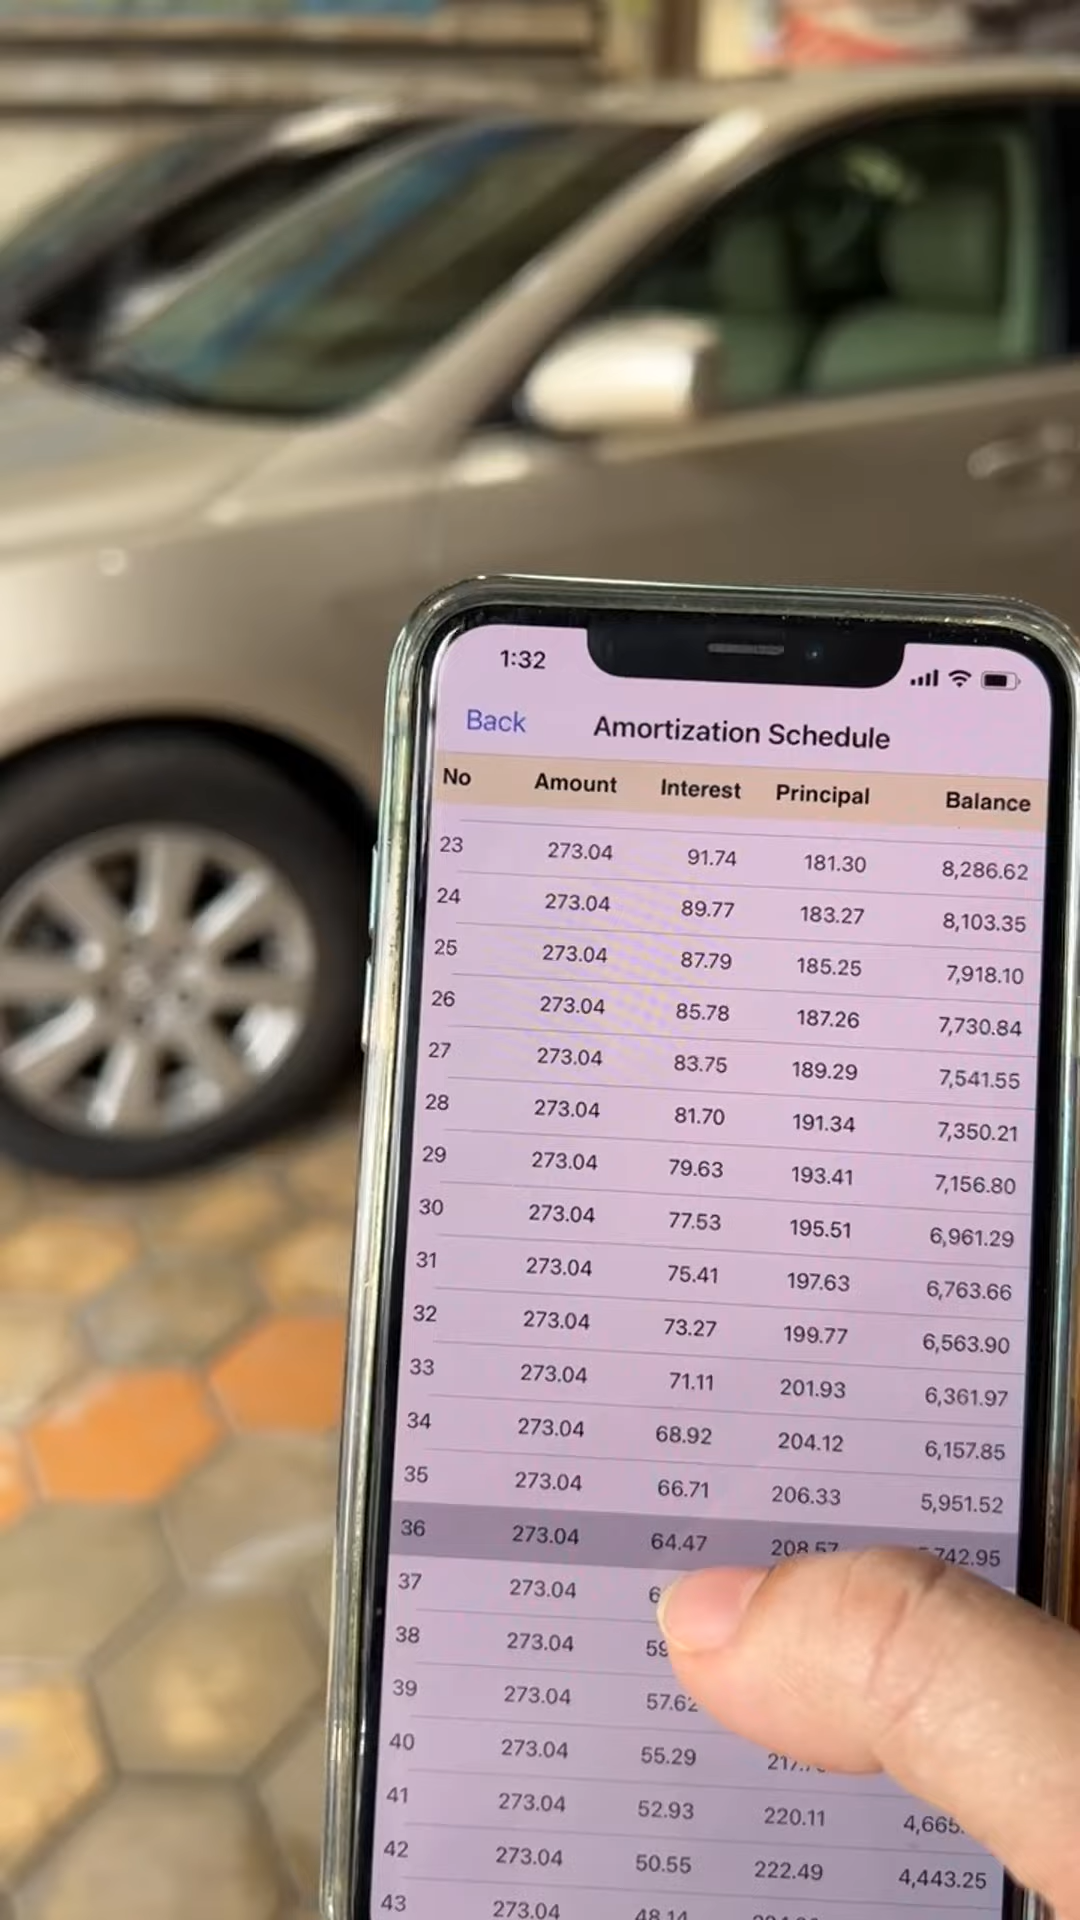 1:32
Back Amortization Schedule
No Amount Interest Principal Balance
23 273.04 91.74 181.30 8,286.62
24 273.04 89.77 183.27 8,103.35
25 273.04 87.79 185.25 7,918.10
26 273.04 85.78 187.26 7,730.84
27 273.04 83.75 189.29 7,541.55
28 273.04 81.70 191.34 7,350.21
29 273.04 79.63 193.41 7,156.80
30 273.04 77.53 195.51 6,961.29
31 273.04 75.41 197.63 6,763.66
32 273.04 73.27 199.77 6,563.90
33 273.04 71.11 201.93 6,361.97
34 273.04 68.92 204.12 6,157.85
35 273.04 66.71 206.33 5,951.52
36 273.04 64.47 208.57
37 273.04
38 273.04
39 273.04 57.62
40 273.04 55.29
41 273.04 52.93 220.11
42 273.04 50.55 222.49 4,443.25
43 273.04 48.14